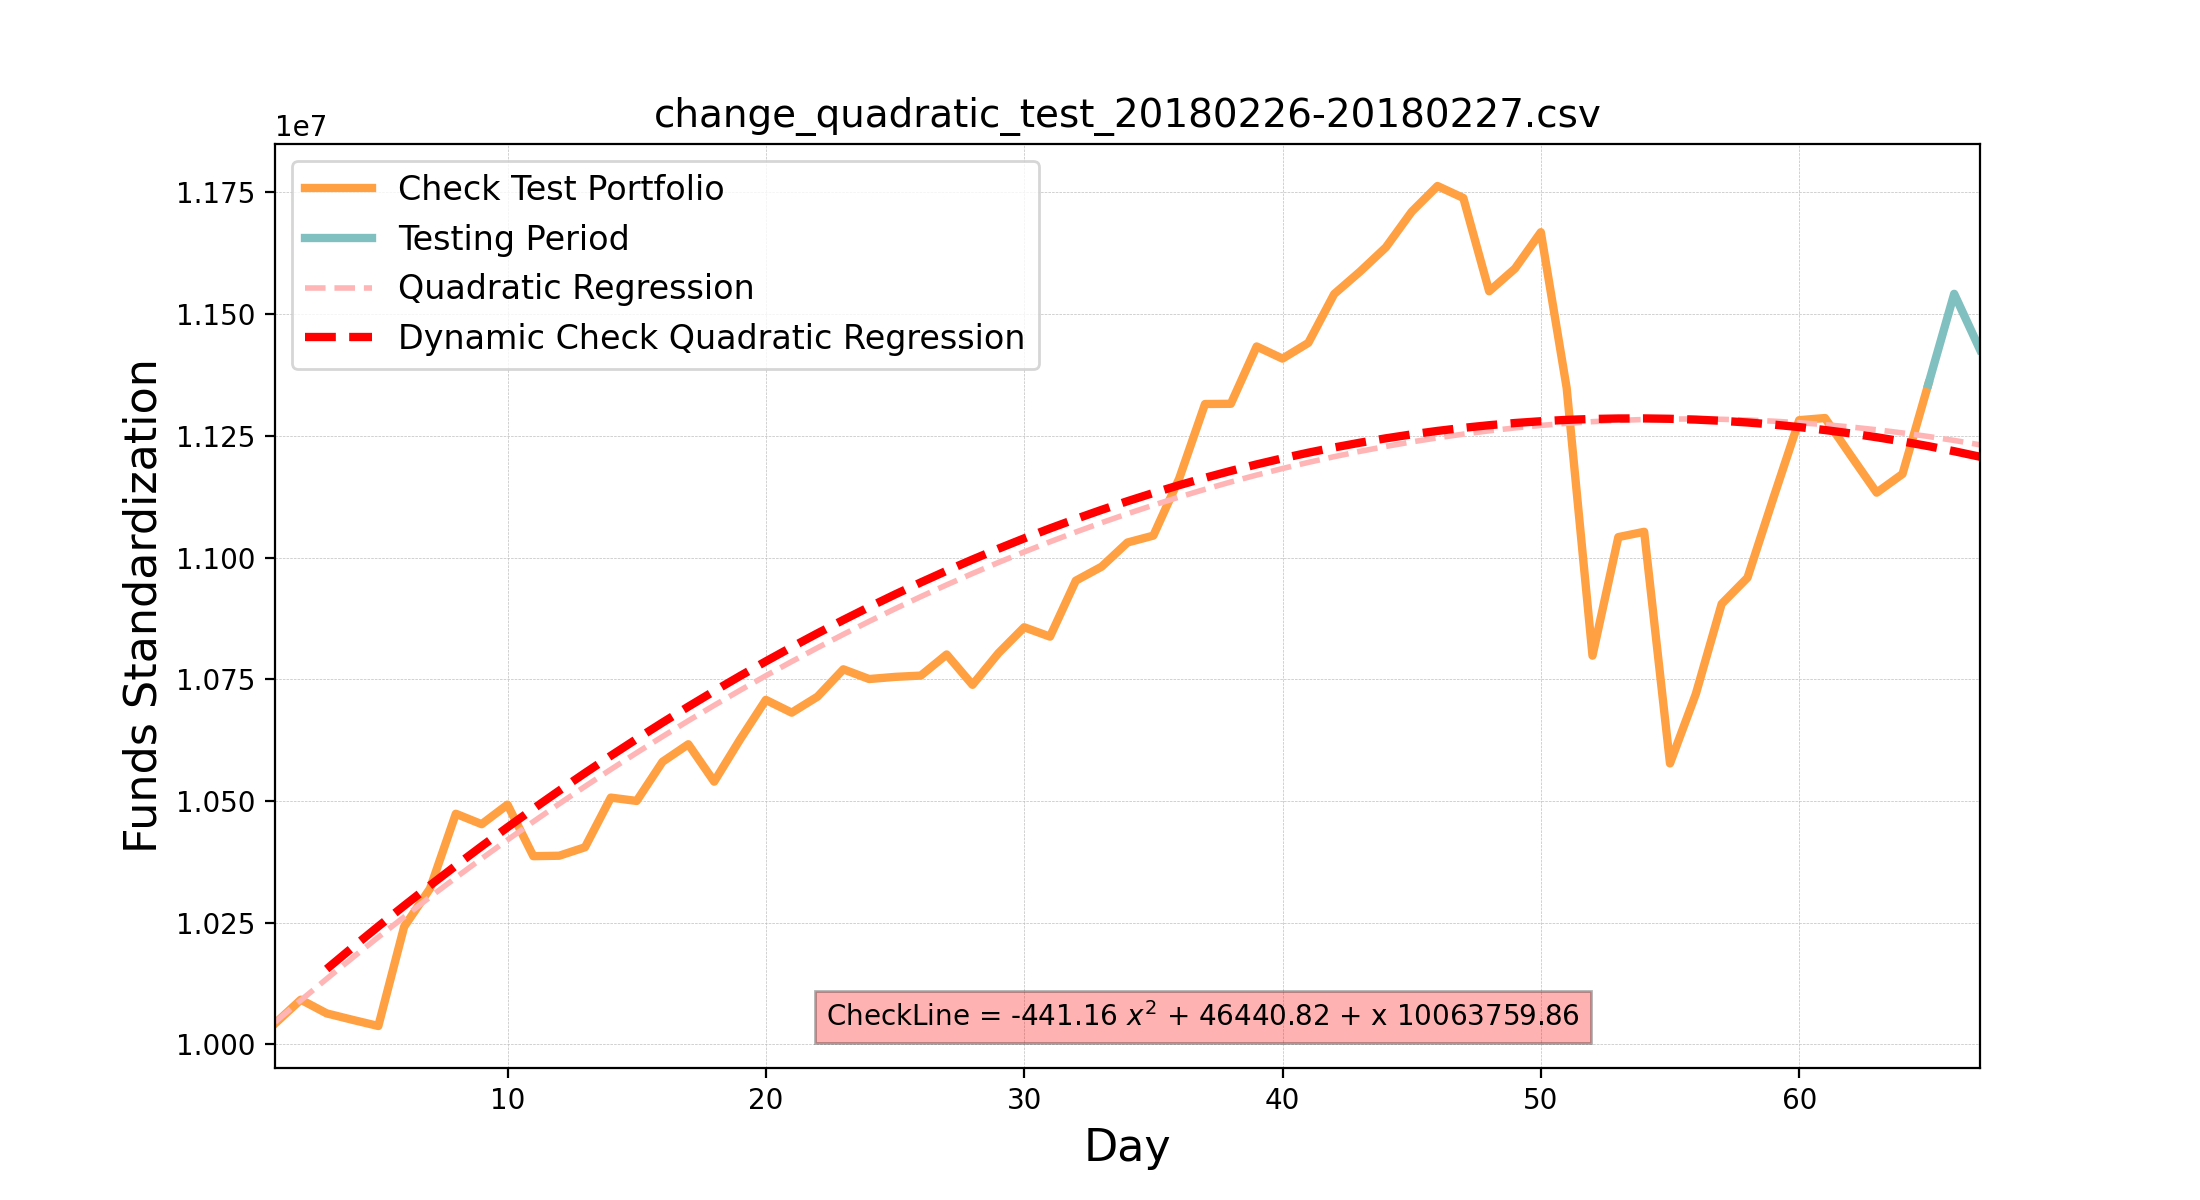 change_quadratic_test_20180226-20180227.csv
1e7
Check Test Portfolio
Testing Period
Quadratic Regression
Dynamic Check Quadratic Regression
1.175
1.150
1.125
1.100
1.075
1.050
1.025
1.000
Funds Standardization
CheckLine = -441.16 x² + 46440.82 + x 10063759.86
10 20 30 40 50 60
Day